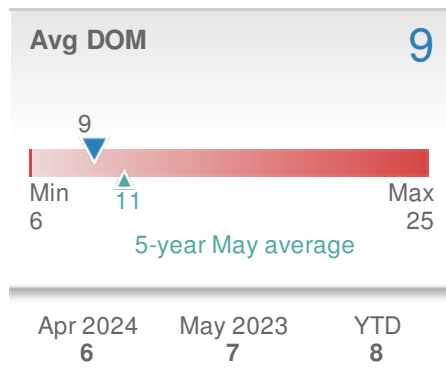 Avg DOM 9
9
11
Min Max
6 25
5-year May average
Apr 2024 May 2023 YTD
6 7 8